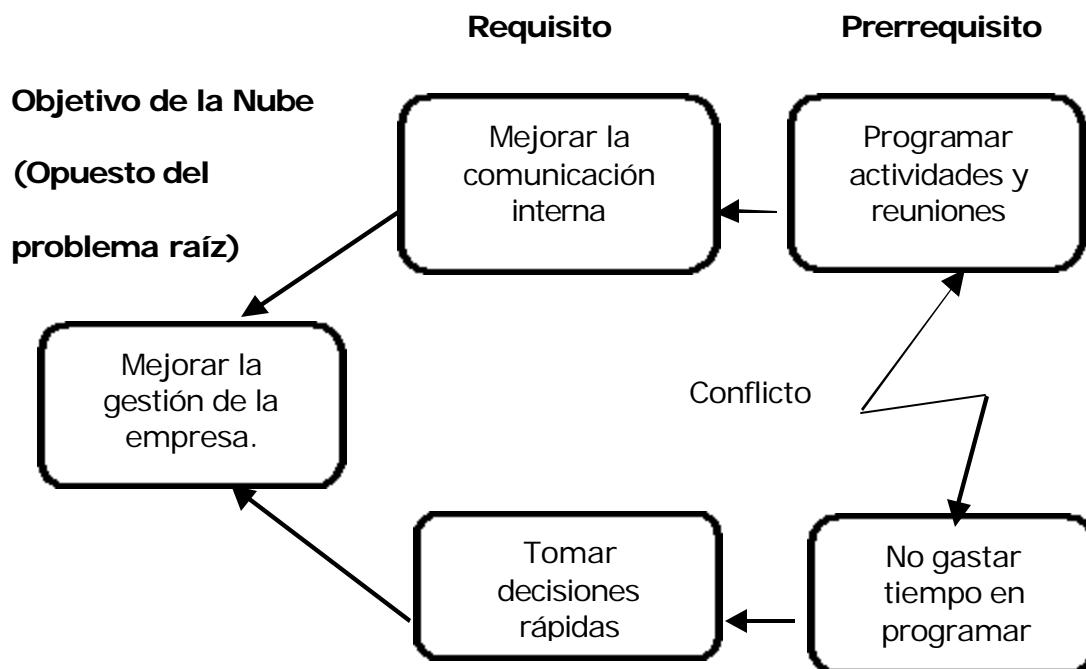 Requisito
Prerrequisito
Objetivo de la Nube
(Opuesto del
problema raíz)
Mejorar la
comunicación
interna
Programar
actividades y
reuniones
Mejorar la
gestión de la
empresa.
Conflicto
Tomar
decisiones
rápidas
No gastar
tiempo en
programar